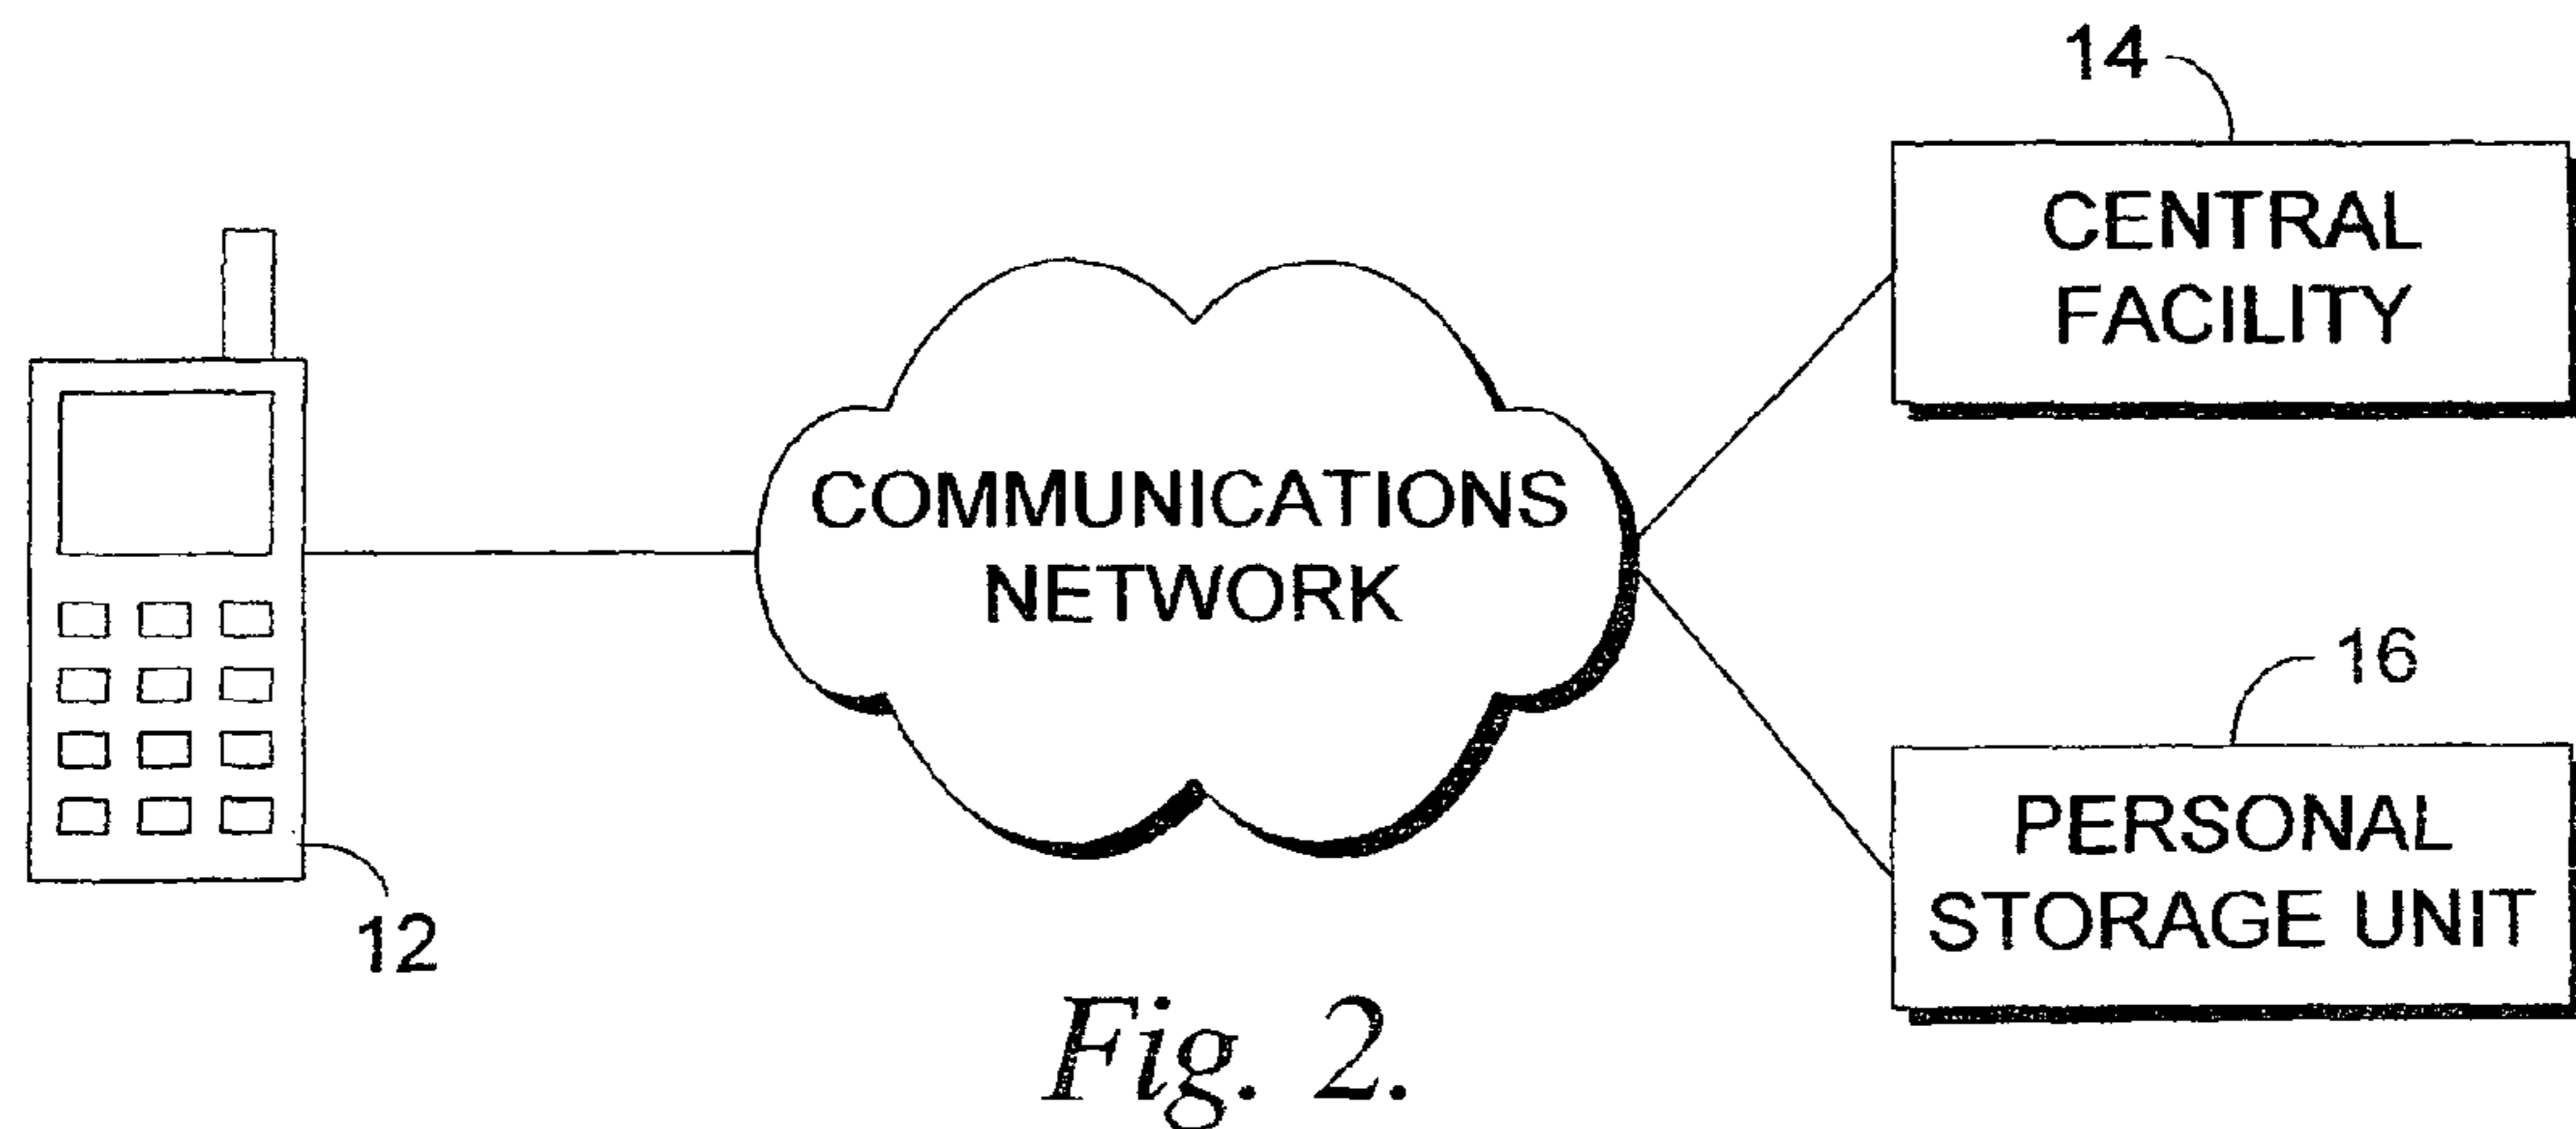 14
CENTRAL
FACILITY
COMMUNICATIONS
NETWORK
16
PERSONAL
STORAGE UNIT
12
Fig. 2.